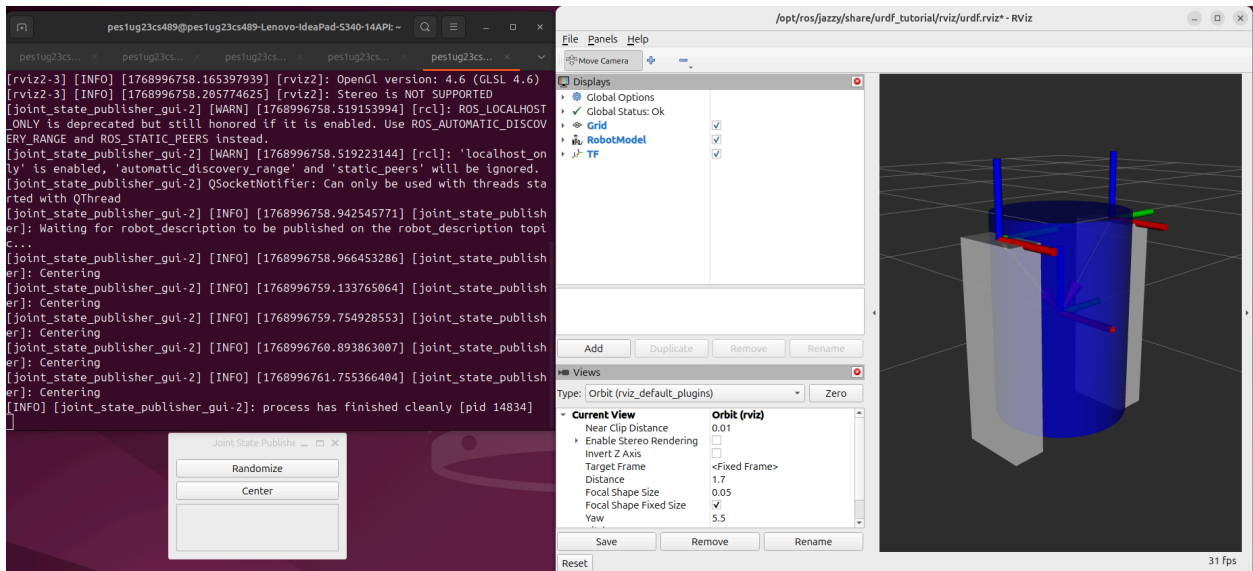 pes1ug23cs489@pes1ug23cs489-Lenovo-IdeaPad-S340-14API: ~
pes1ug23cs...
pes1ug23cs...
pes1ug23cs...
pes1ug23cs...
pes1ug23cs...
[rviz2-3] [INFO] [1768996758.165397939] [rviz2]: OpenGl version: 4.6 (GLSL 4.6)
[rviz2-3] [INFO] [1768996758.205774625] [rviz2]: Stereo is NOT SUPPORTED
[joint_state_publisher_gui-2] [WARN] [1768996758.519153994] [rcl]: ROS_LOCALHOST
_ONLY is deprecated but still honored if it is enabled. Use ROS_AUTOMATIC_DISCOV
ERY_RANGE and ROS_STATIC_PEERS instead.
[joint_state_publisher_gui-2] [WARN] [1768996758.519223144] [rcl]: 'localhost_on
ly' is enabled, 'automatic_discovery_range' and 'static_peers' will be ignored.
[joint_state_publisher_gui-2] QSocketNotifier: Can only be used with threads sta
rted with QThread
[joint_state_publisher_gui-2] [INFO] [1768996758.942545771] [joint_state_publish
er]: Waiting for robot_description to be published on the robot_description topi
c...
[joint_state_publisher_gui-2] [INFO] [1768996758.966453286] [joint_state_publish
er]: Centering
[joint_state_publisher_gui-2] [INFO] [1768996759.133765064] [joint_state_publish
er]: Centering
[joint_state_publisher_gui-2] [INFO] [1768996759.754928553] [joint_state_publish
er]: Centering
[joint_state_publisher_gui-2] [INFO] [1768996760.893863007] [joint_state_publish
er]: Centering
[joint_state_publisher_gui-2] [INFO] [1768996761.755366404] [joint_state_publish
er]: Centering
[INFO] [joint_state_publisher_gui-2]: process has finished cleanly [pid 14834]
Joint State Publishe
Randomize
Center
/opt/ros/jazzy/share/urdf_tutorial/rviz/urdf.rviz* - RViz
File Panels Help
Move Camera
Displays
Global Options
Global Status: Ok
Grid
RobotModel
TF
Add Duplicate Remove Rename
Views
Type: Orbit (rviz_default_plugins) Zero
Current View Orbit (rviz)
Near Clip Distance 0.01
Enable Stereo Rendering
Invert Z Axis
Target Frame <Fixed Frame>
Distance 1.7
Focal Shape Size 0.05
Focal Shape Fixed Size
Yaw 5.5
Save Remove Rename
Reset
31 fps